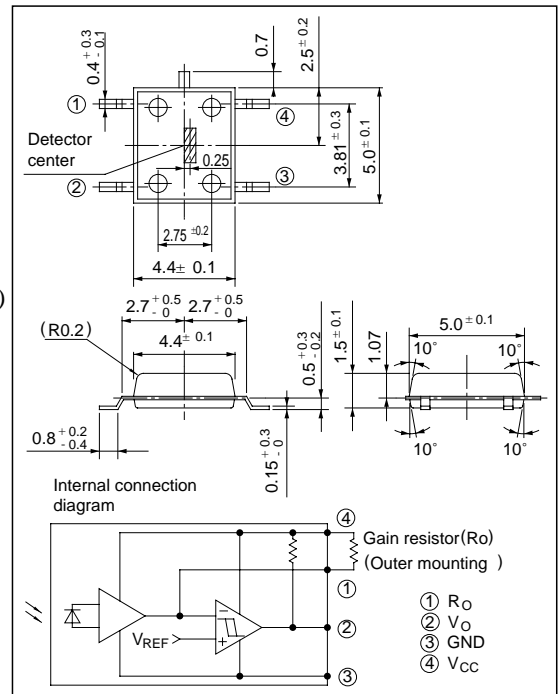 0.4 +0.3 -0.1
0.7
2.5 ± 0.2
①
④
Detector
center
0.25
3.81 ± 0.3
5.0 ± 0.1
②
③
2.75 ±0.2
4.4± 0.1
)
2.7 +0.5 -0
2.7 +0.5 -0
(R0.2)
4.4± 0.1
0.5 +0.3 -0.2
1.5 ± 0.1
1.07
5.0 ± 0.1
10°
10°
0.8 +0.2 -0.4
0.15 +0.3 -0
10°
10°
Internal connection
diagram
④
Gain resistor(Ro)
(Outer mounting )
①
VREF
−
+
②
③
① RO
② VO
③ GND
④ VCC